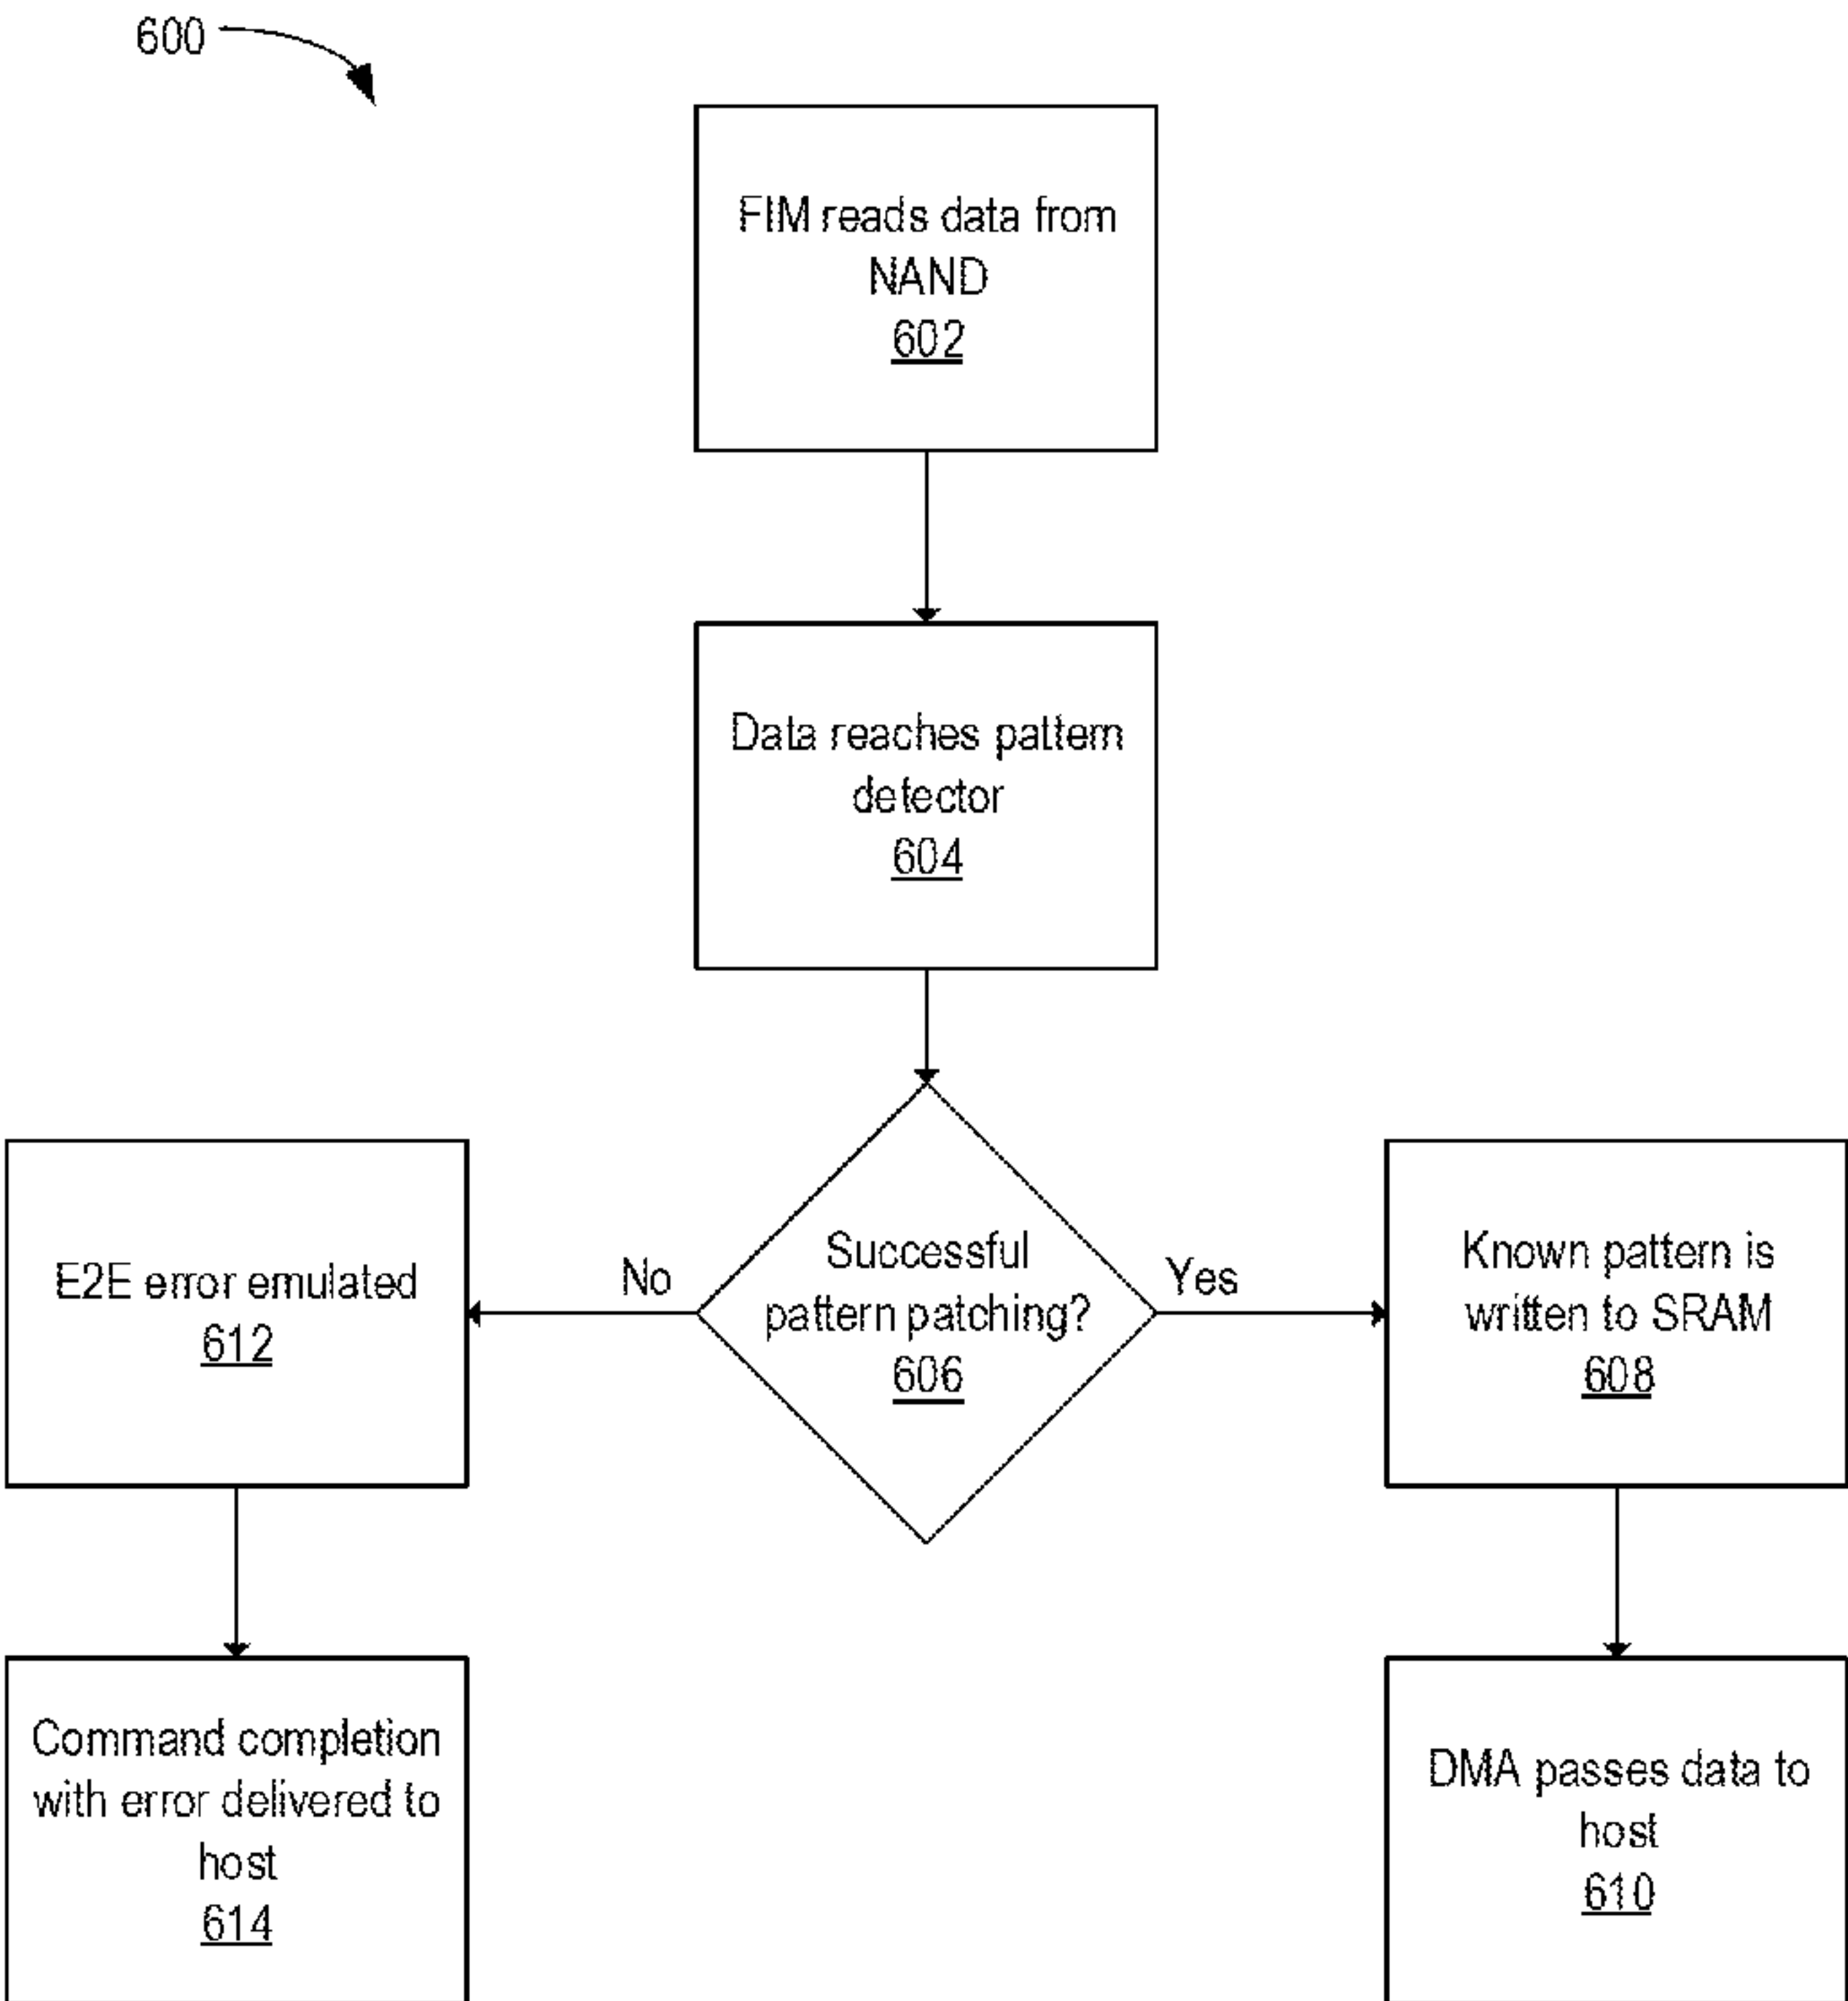 600
FIM reads data from
NAND
602
Data reaches pattern
detector
604
Successful
pattern patching?
606
No
Yes
E2E error emulated
612
Known pattern is
written to SRAM
608
Command completion
with error delivered to
host
614
DMA passes data to
host
610